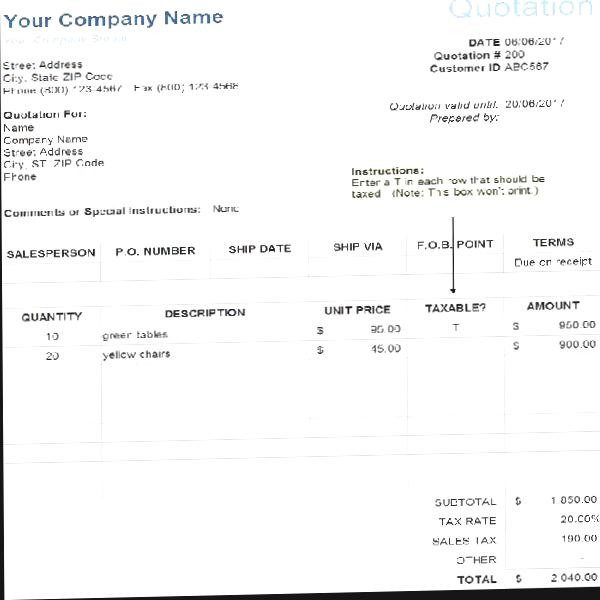 Your Company Name
Quotation
Your Company Slogan
DATE 06/06/2017
Street Address
Quotation # 200
City, State ZIP Code
Customer ID ABC567
Phone (800) 123-4567 Fax (800) 123-4568
Quotation valid until: 20/06/2017
Prepared by:
Quotation For:
Name
Company Name
Street Address
City, ST ZIP Code
Phone
Instructions:
Enter a T in each row that should be
taxed (Note: This box won't print.)
Comments or Special Instructions: None
SALESPERSON P.O. NUMBER SHIP DATE SHIP VIA F.O.B. POINT TERMS
Due on receipt
QUANTITY DESCRIPTION UNIT PRICE TAXABLE? AMOUNT
10 green tables $ 95.00 T $ 950.00
20 yellow chairs $ 45.00 $ 900.00
SUBTOTAL $ 1 850.00
TAX RATE 20.00%
SALES TAX 190.00
OTHER -
TOTAL $ 2 040.00